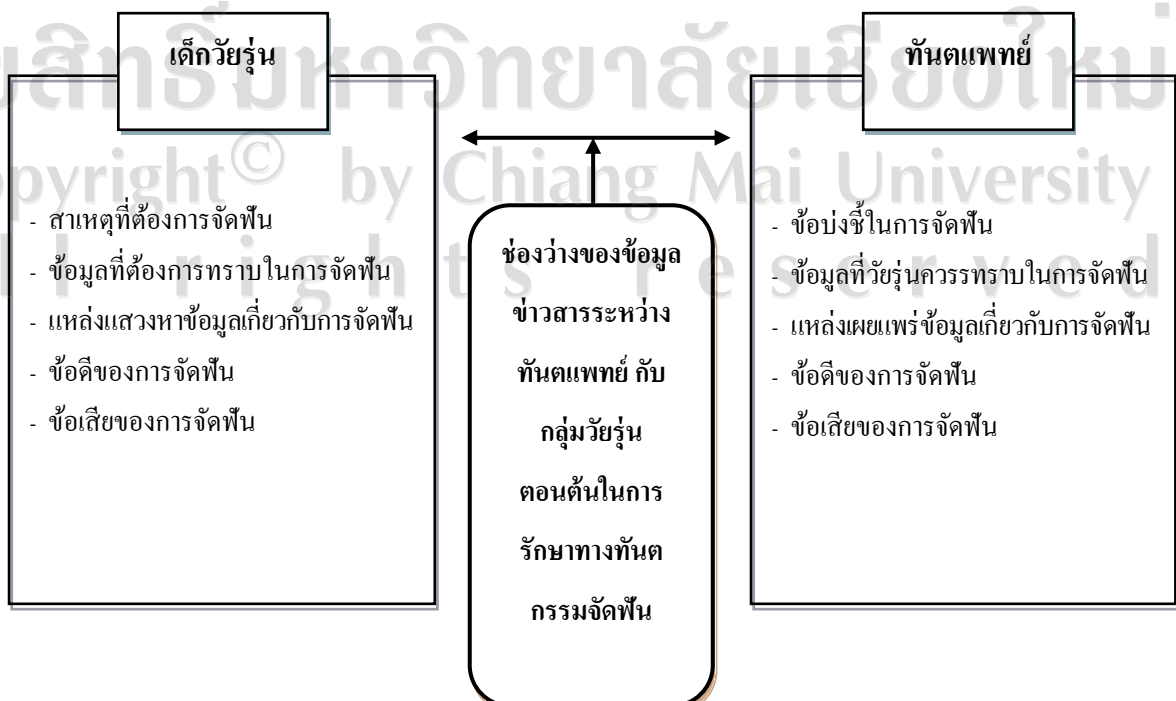 เด็กวัยรุ่น
- สาเหตุที่ต้องการจัดฟัน
- ข้อมูลที่ต้องการทราบในการจัดฟัน
- แหล่งแสวงหาข้อมูลเกี่ยวกับการจัดฟัน
- ข้อดีของการจัดฟัน
- ข้อเสียของการจัดฟัน
ช่องว่างของข้อมูล
ข่าวสารระหว่าง
ทันตแพทย์ กับ
กลุ่มวัยรุ่น
ตอนต้นในการ
รักษาทางทันต
กรรมจัดฟัน
ทันตแพทย์
- ข้อบ่งชี้ในการจัดฟัน
- ข้อมูลที่วัยรุ่นควรทราบในการจัดฟัน
- แหล่งเผยแพร่ข้อมูลเกี่ยวกับการจัดฟัน
- ข้อดีของการจัดฟัน
- ข้อเสียของการจัดฟัน
มหาวิทยาลัยเชียงใหม่
opyright © by Chiang Mai University
l rights reserved